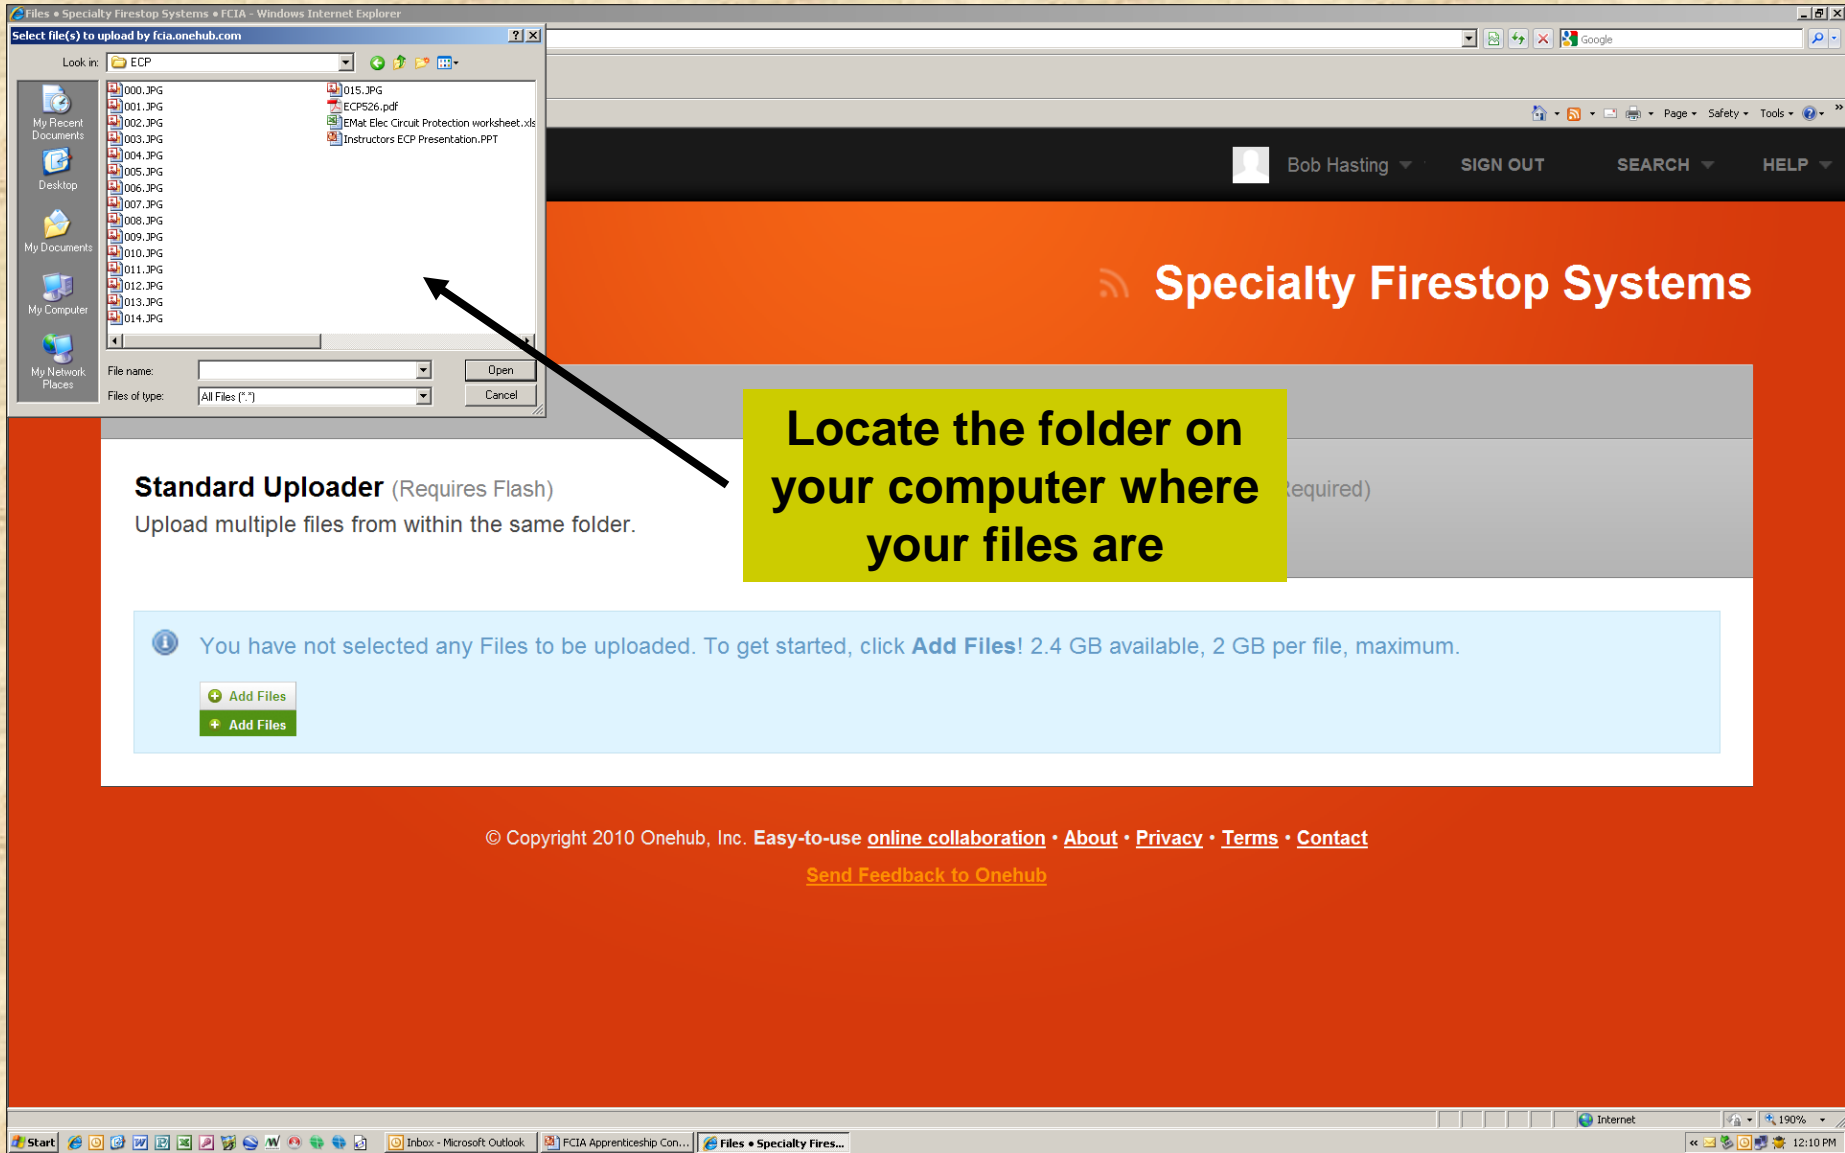 Files • Specialty Firestop Systems • FCIA - Windows Internet Explorer
Select file(s) to upload by fcia.onehub.com
Look in:
ECP
My Recent
Documents
Desktop
My Documents
My Computer
My Network
Places
000.JPG
001.JPG
002.JPG
003.JPG
004.JPG
005.JPG
006.JPG
007.JPG
008.JPG
009.JPG
010.JPG
011.JPG
012.JPG
013.JPG
014.JPG
015.JPG
ECP526.pdf
EMat Elec Circuit Protection worksheet.xls
Instructors ECP Presentation.PPT
File name:
Open
Files of type:
All Files (*.*)
Cancel
Google
Page
Safety
Tools
Bob Hasting
SIGN OUT
SEARCH
HELP
Specialty Firestop Systems
Locate the folder on
your computer where
your files are
Standard Uploader (Requires Flash)
Upload multiple files from within the same folder.
equired)
You have not selected any Files to be uploaded. To get started, click Add Files! 2.4 GB available, 2 GB per file, maximum.
Add Files
Add Files
© Copyright 2010 Onehub, Inc. Easy-to-use online collaboration • About • Privacy • Terms • Contact
Send Feedback to Onehub
Internet
190%
Start
Inbox - Microsoft Outlook
FCIA Apprenticeship Con...
Files • Specialty Fires...
12:10 PM